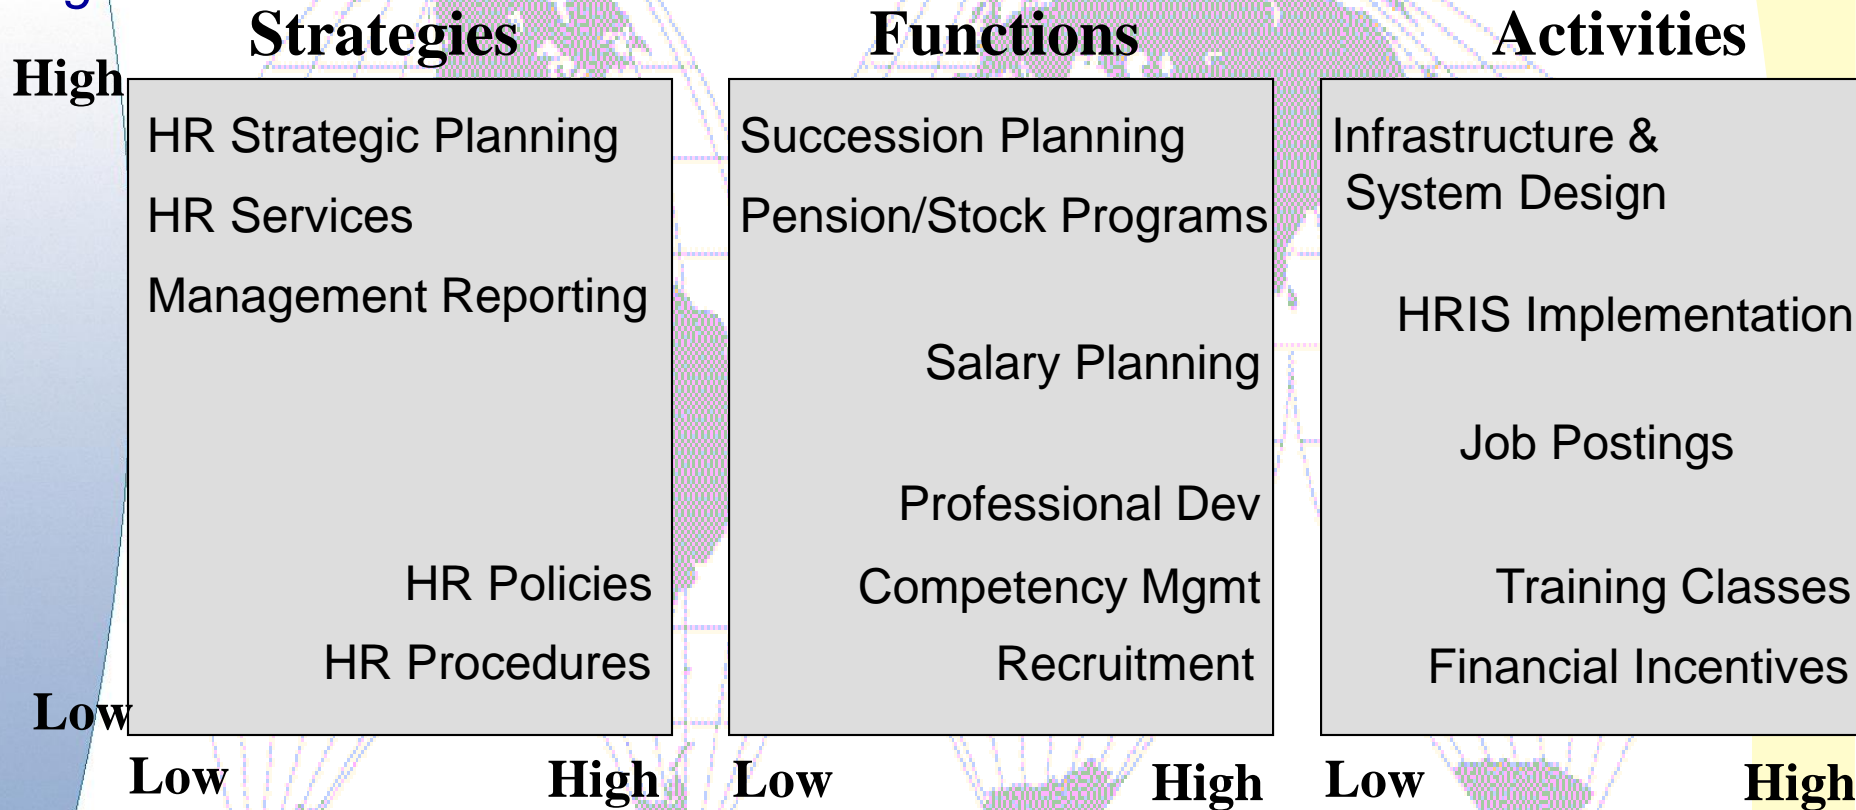 Strategies
Functions
Activities
High
HR Strategic Planning
HR Services
Management Reporting
HR Policies
HR Procedures
Succession Planning
Pension/Stock Programs
Salary Planning
Professional Dev
Competency Mgmt
Recruitment
Infrastructure &
System Design
HRIS Implementation
Job Postings
Training Classes
Financial Incentives
Low
Low
High
Low
High
Low
High